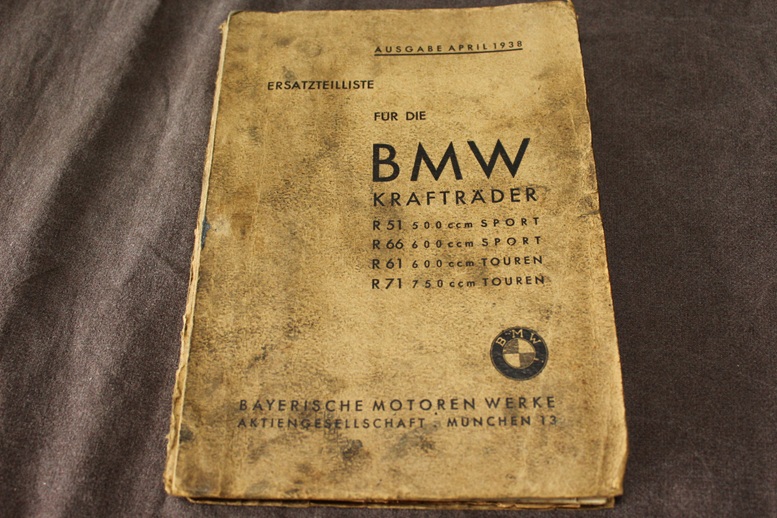 AUSGABE APRIL 1938
ERSATZTEILLISTE
FÜR DIE
BMW
KRAFTRÄDER
R 51 500 ccm SPORT
R 66 600 ccm SPORT
R 61 600 ccm TOUREN
R 71 750 ccm TOUREN
BMW
BAYERISCHE MOTOREN WERKE
AKTIENGESELLSCHAFT · MÜNCHEN 13